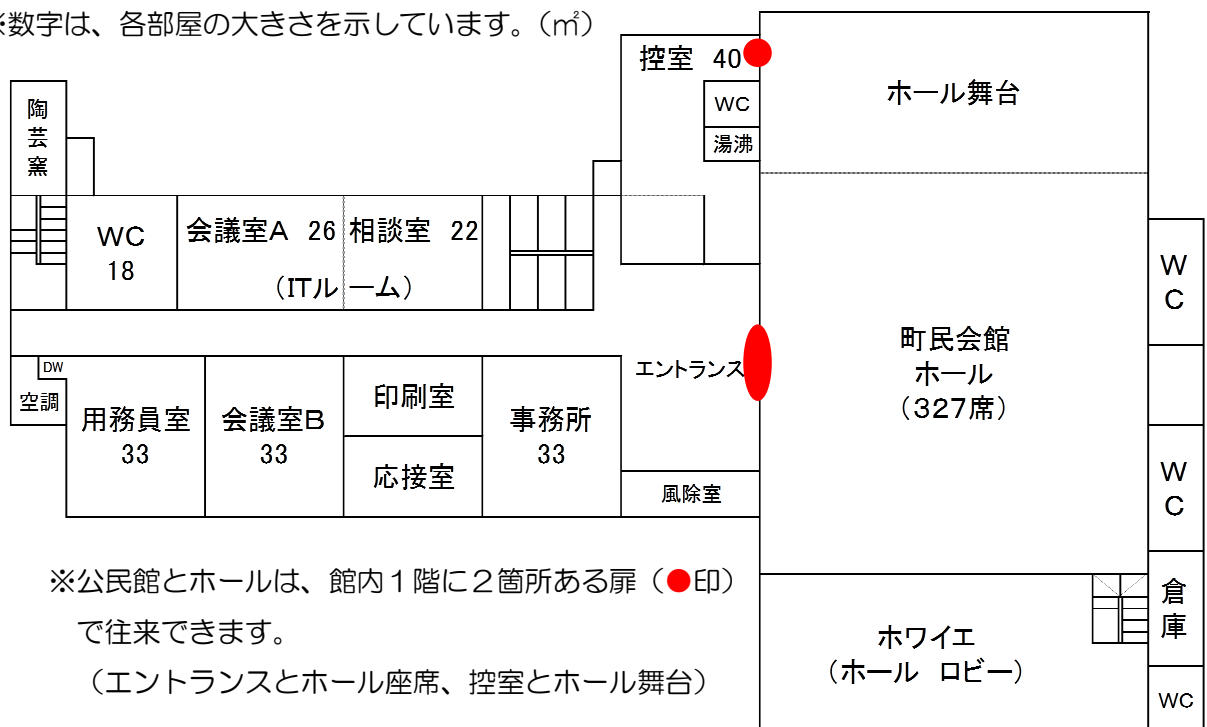 ※数字は、各部屋の大きさを示しています。（㎡）
控室 40
ホール舞台
WC
湯沸
陶芸窯
WC
18
会議室A 26
相談室 22
（ITルーム）
WC
町民会館
ホール
（327席）
エントランス
DW
空調
用務員室
33
会議室B
33
印刷室
応接室
事務所
33
風除室
WC
倉庫
WC
ホワイエ
（ホール ロビー）
※公民館とホールは、館内１階に２箇所ある扉（●印）
で往来できます。
（エントランスとホール座席、控室とホール舞台）